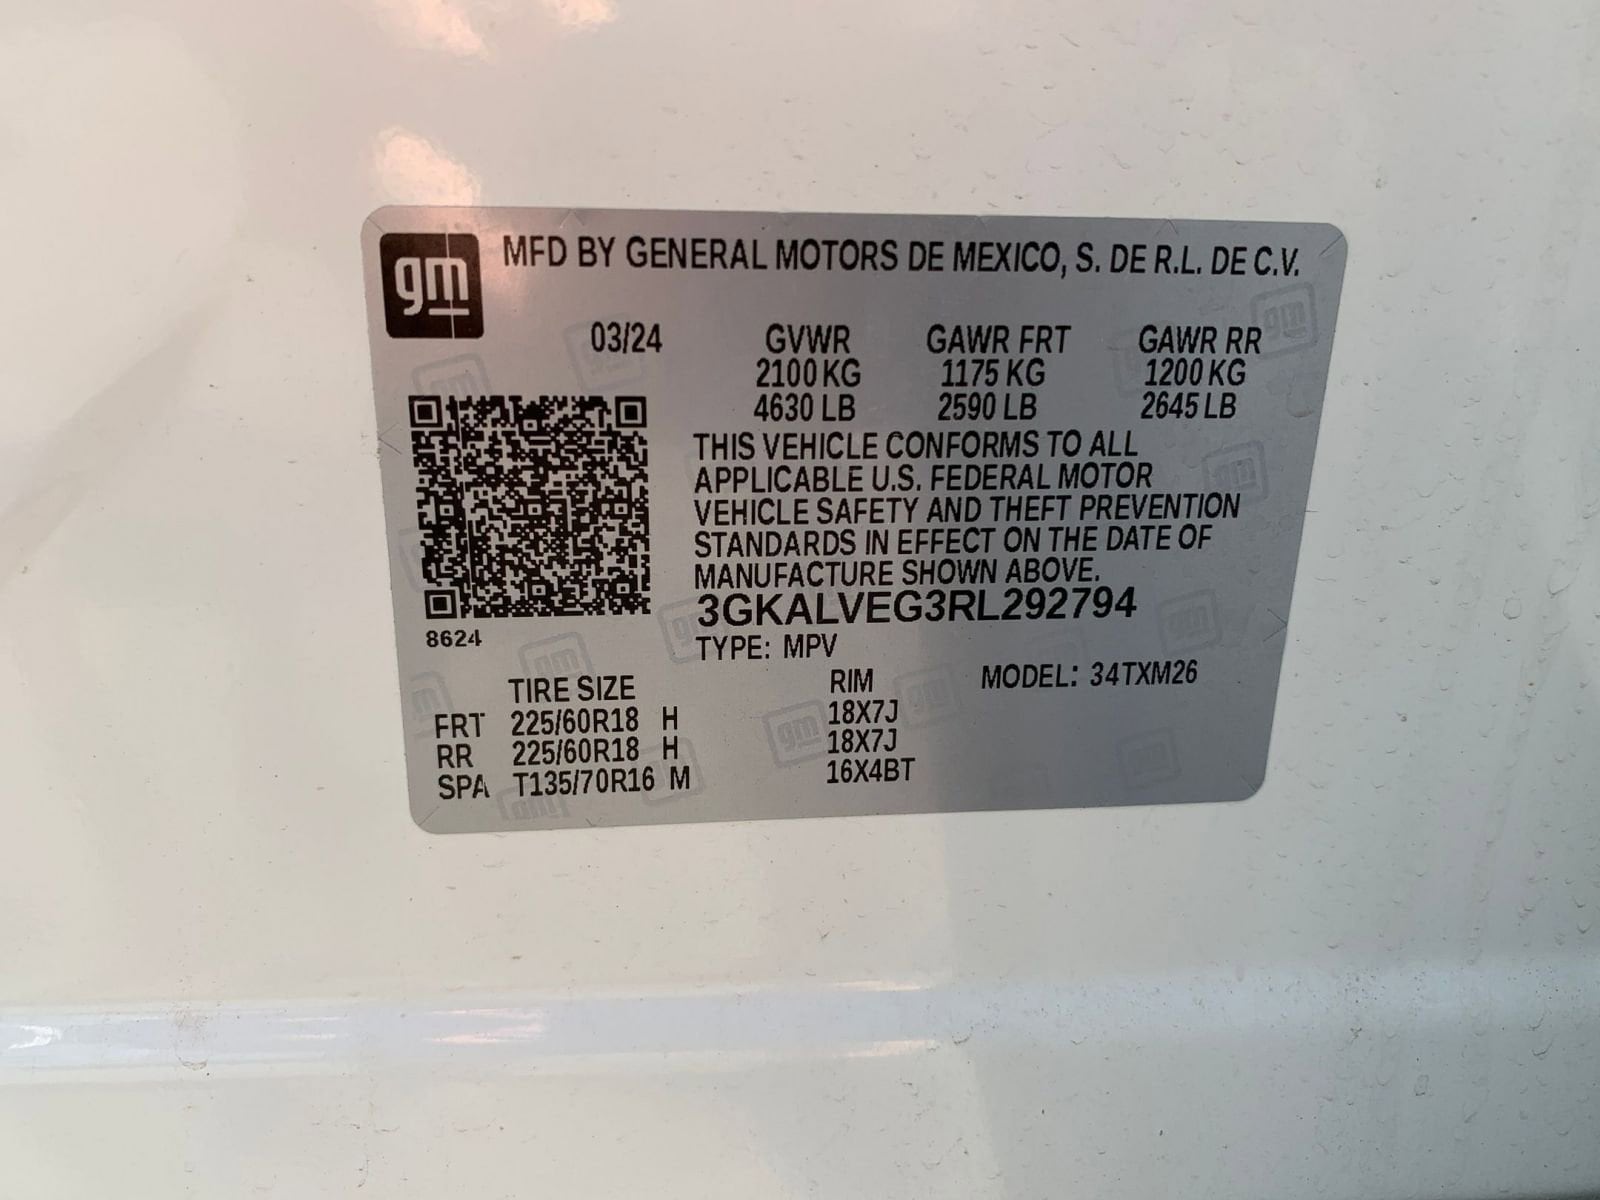 gm MFD BY GENERAL MOTORS DE MEXICO, S. DE R.L. DE C.V.
03/24 GVWR GAWR FRT GAWR RR
2100 KG 1175 KG 1200 KG
4630 LB 2590 LB 2645 LB
THIS VEHICLE CONFORMS TO ALL
APPLICABLE U.S. FEDERAL MOTOR
VEHICLE SAFETY AND THEFT PREVENTION
STANDARDS IN EFFECT ON THE DATE OF
MANUFACTURE SHOWN ABOVE.
3GKALVEG3RL292794
8624
TYPE: MPV
TIRE SIZE RIM MODEL: 34TXM26
FRT 225/60R18 H 18X7J
RR 225/60R18 H 18X7J
SPA T135/70R16 M 16X4BT